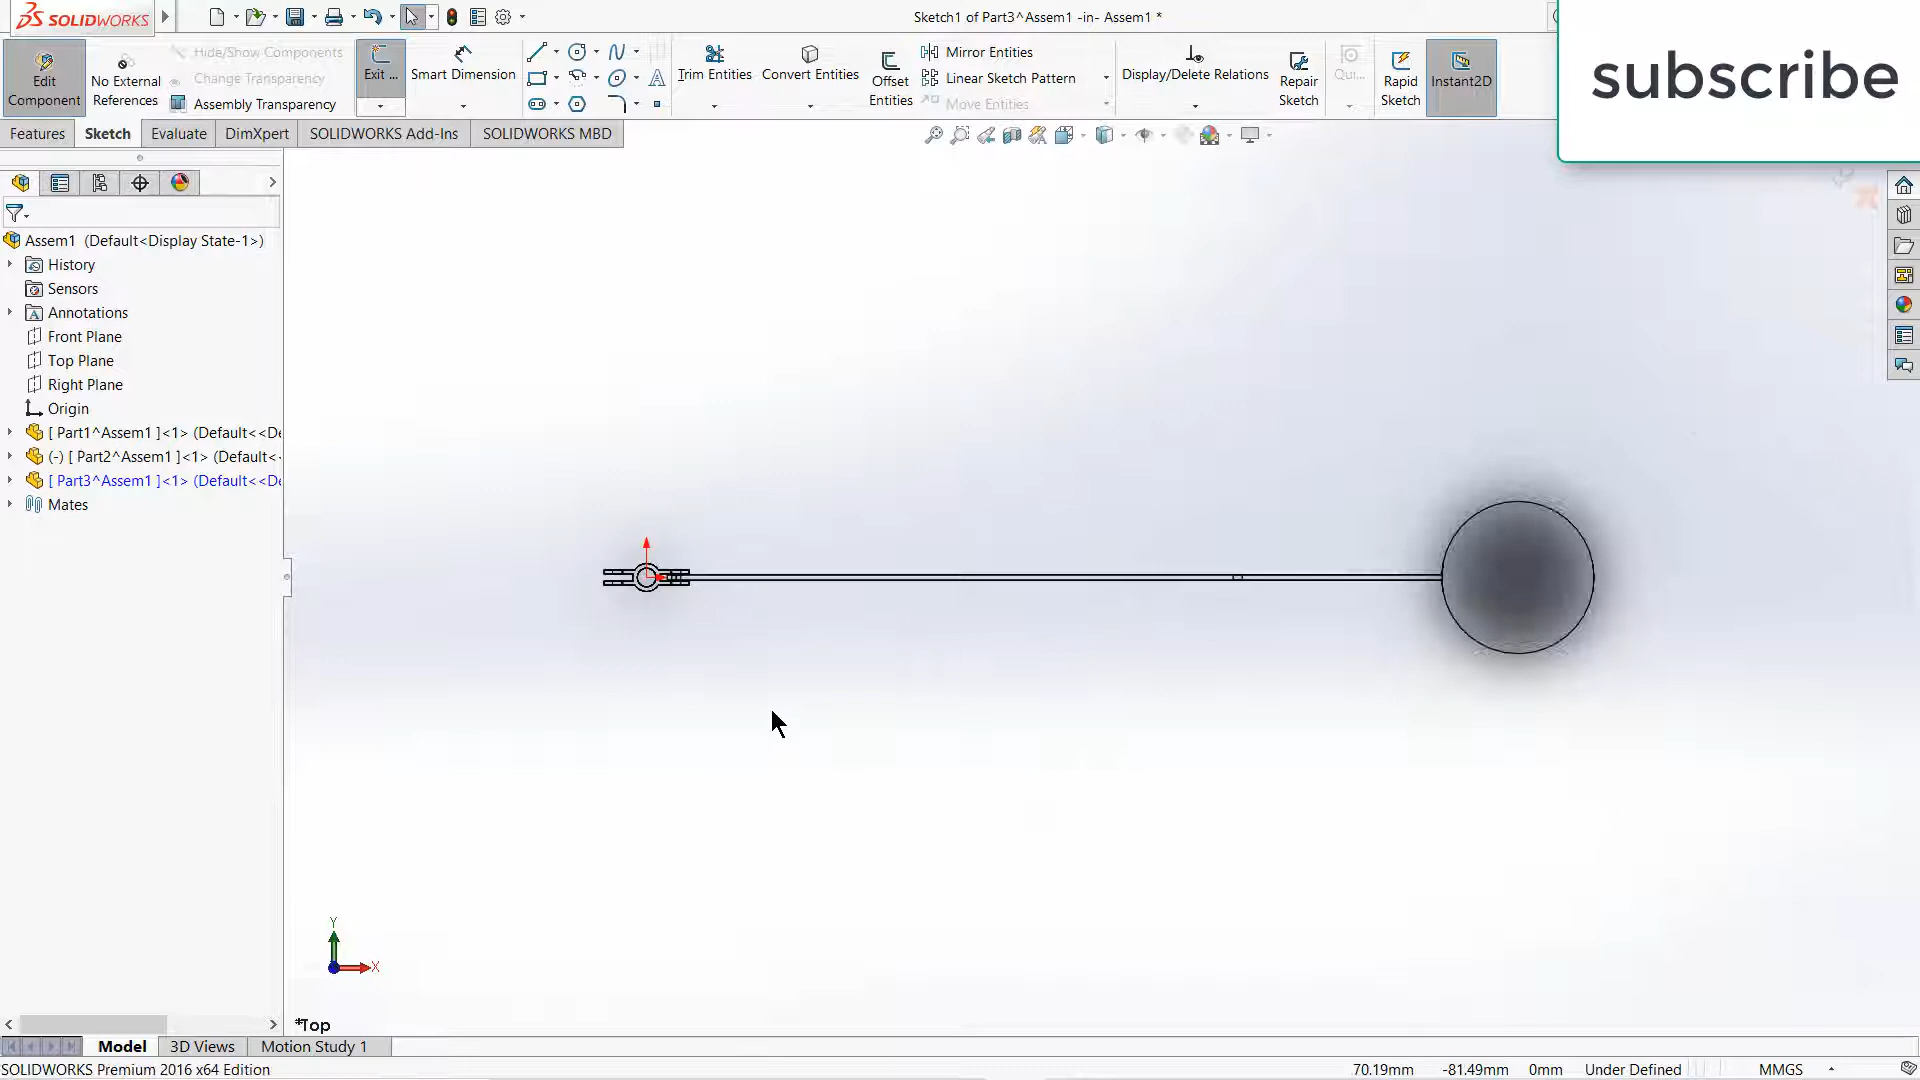 SOLIDWORKS
Sketch1 of Part3^Assem1 -in- Assem1 *
subscribe
Edit Component
No External References
Hide/Show Components
Change Transparency
Assembly Transparency
Exit ...
Smart Dimension
Trim Entities
Convert Entities
Offset Entities
Mirror Entities
Linear Sketch Pattern
Move Entities
Display/Delete Relations
Repair Sketch
Qui...
Rapid Sketch
Instant2D
Features
Sketch
Evaluate
DimXpert
SOLIDWORKS Add-Ins
SOLIDWORKS MBD
Assem1 (Default<Display State-1>)
History
Sensors
Annotations
Front Plane
Top Plane
Right Plane
Origin
[ Part1^Assem1 ]<1> (Default<<De
(-) [ Part2^Assem1 ]<1> (Default<
[ Part3^Assem1 ]<1> (Default<<De
Mates
Y
X
*Top
Model
3D Views
Motion Study 1
SOLIDWORKS Premium 2016 x64 Edition
70.19mm
-81.49mm
0mm
Under Defined
MMGS